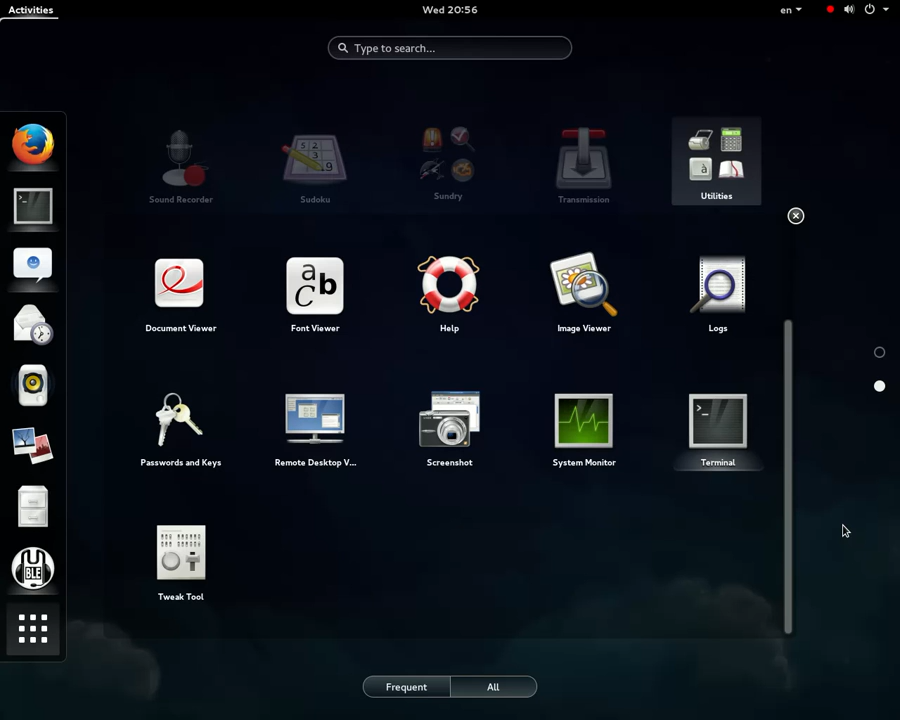 Activities
Wed 20:56
en
Type to search...
Sound Recorder
Sudoku
Sundry
Transmission
Utilities
Document Viewer
Font Viewer
Help
Image Viewer
Logs
Passwords and Keys
Remote Desktop V...
Screenshot
System Monitor
Terminal
Tweak Tool
BLE
Frequent
All